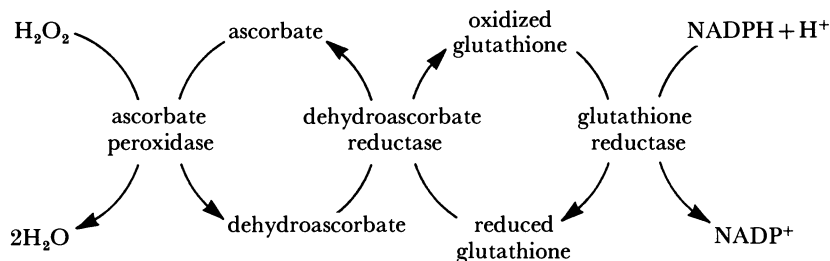 H₂O₂
ascorbate
oxidized
glutathione
NADPH + H⁺
ascorbate
peroxidase
dehydroascorbate
reductase
glutathione
reductase
2H₂O
dehydroascorbate
reduced
glutathione
NADP⁺